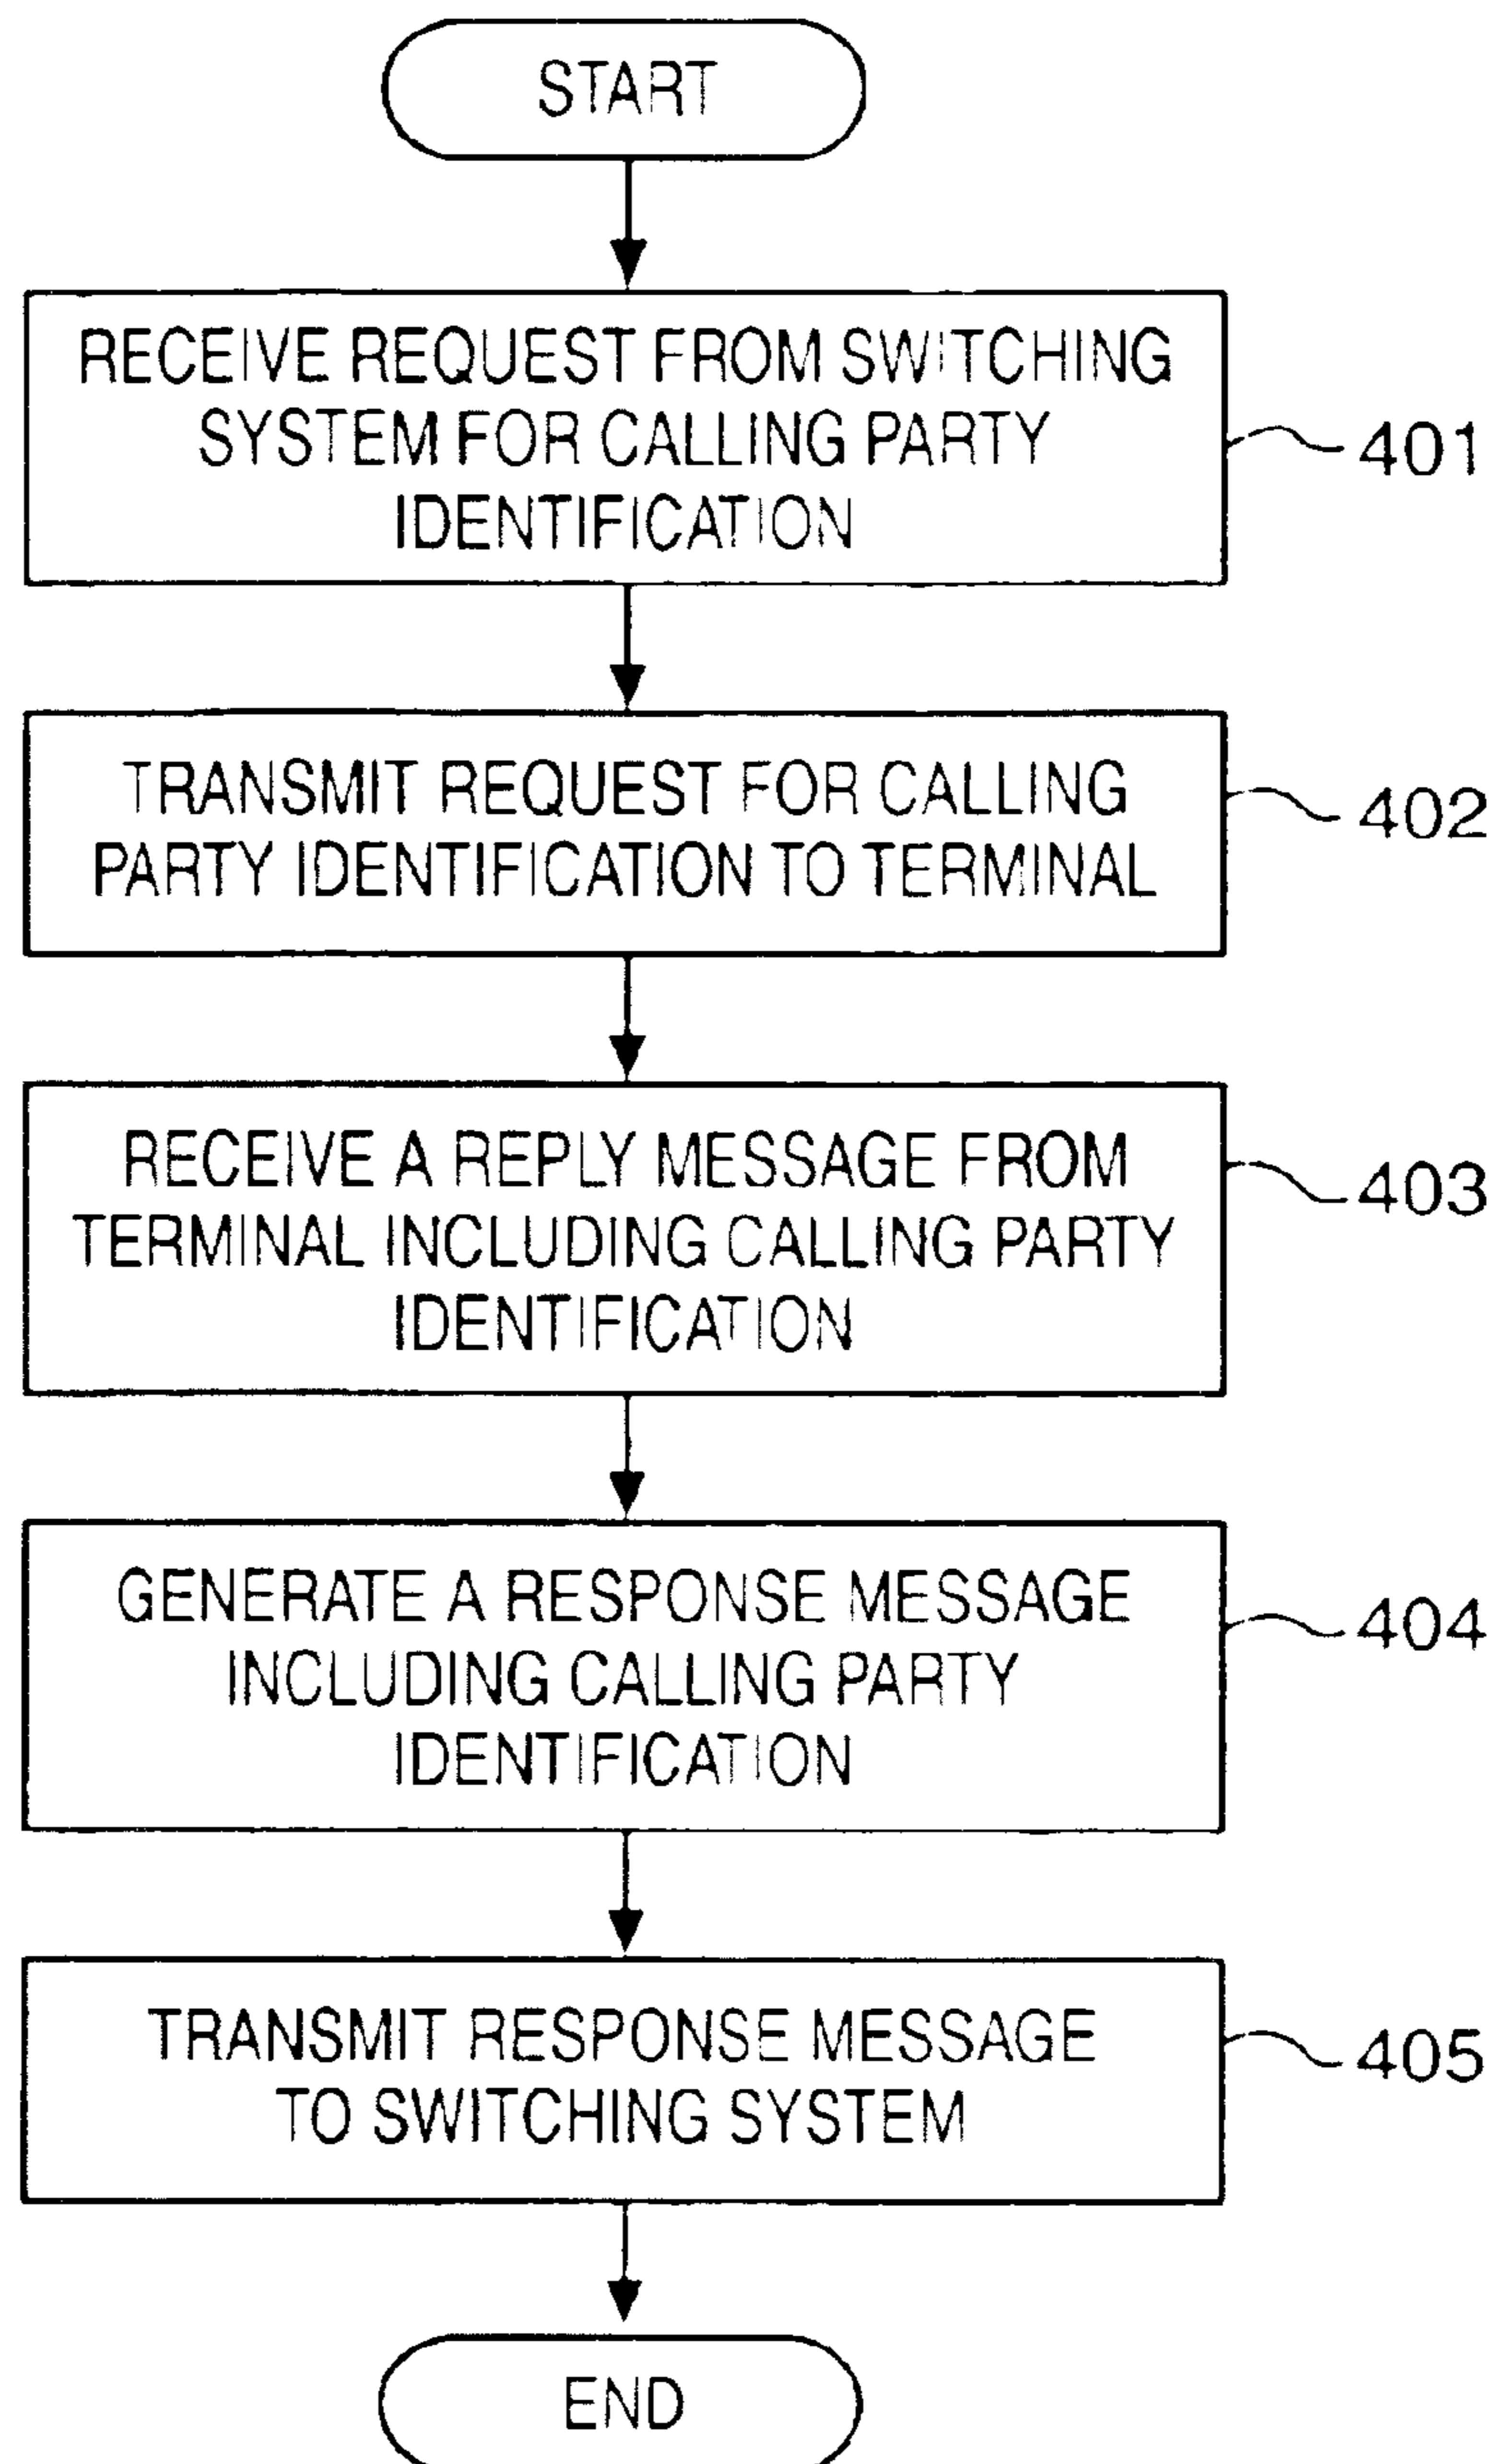 START
RECEIVE REQUEST FROM SWITCHING
SYSTEM FOR CALLING PARTY
IDENTIFICATION
401
TRANSMIT REQUEST FOR CALLING
PARTY IDENTIFICATION TO TERMINAL
402
RECEIVE A REPLY MESSAGE FROM
TERMINAL INCLUDING CALLING PARTY
IDENTIFICATION
403
GENERATE A RESPONSE MESSAGE
INCLUDING CALLING PARTY
IDENTIFICATION
404
TRANSMIT RESPONSE MESSAGE
TO SWITCHING SYSTEM
405
END